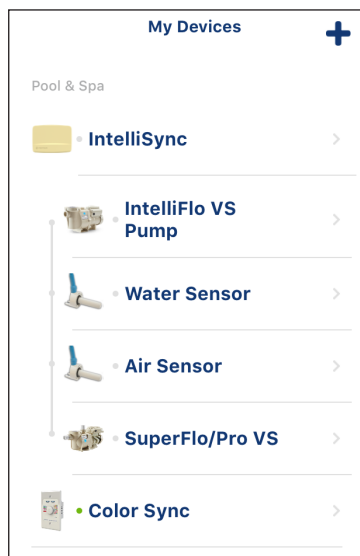 My Devices
Pool & Spa
IntelliSync
IntelliFlo VS
Pump
Water Sensor
Air Sensor
SuperFlo/Pro VS
Color Sync